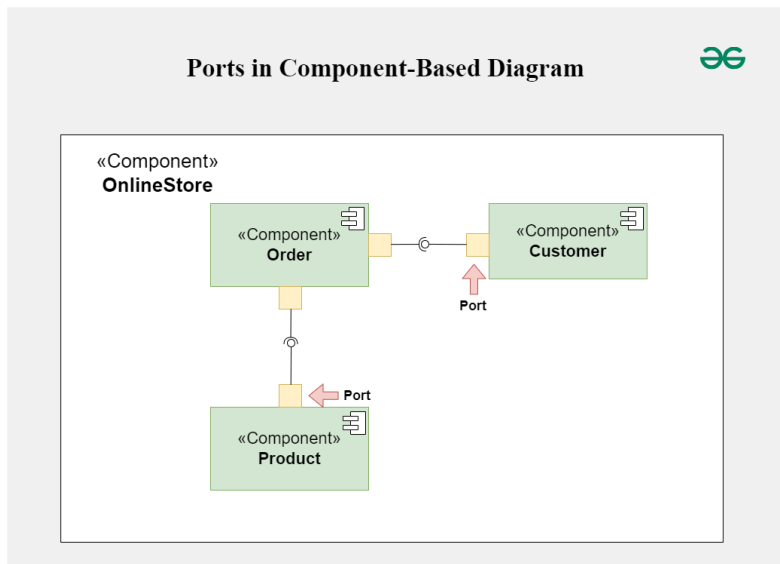 Ports in Component-Based Diagram
«Component»
OnlineStore
«Component»
Order
«Component»
Customer
Port
Port
«Component»
Product